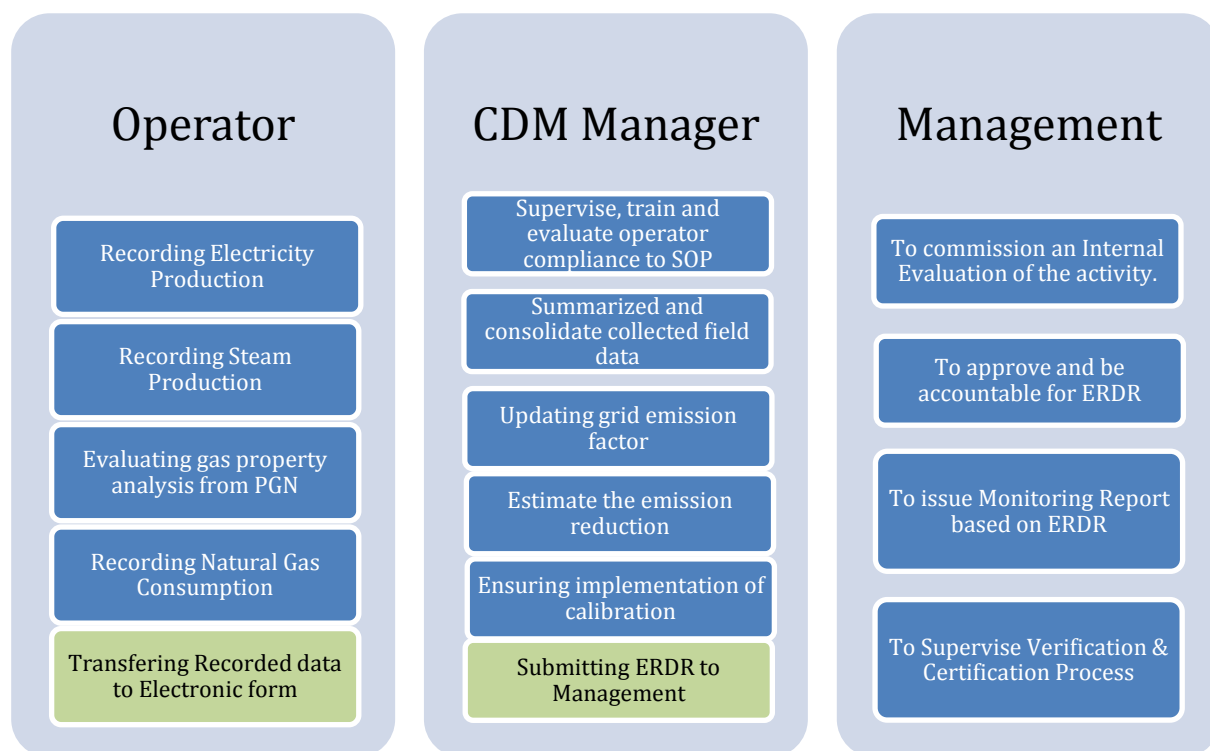 Operator
Recording Electricity
Production
Recording Steam
Production
Evaluating gas property
analysis from PGN
Recording Natural Gas
Consumption
Transfering Recorded data
to Electronic form
CDM Manager
Supervise, train and
evaluate operator
compliance to SOP
Summarized and
consolidate collected field
data
Updating grid emission
factor
Estimate the emission
reduction
Ensuring implementation of
calibration
Submitting ERDR to
Management
Management
To commission an Internal
Evaluation of the activity.
To approve and be
accountable for ERDR
To issue Monitoring Report
based on ERDR
To Supervise Verification &
Certification Process